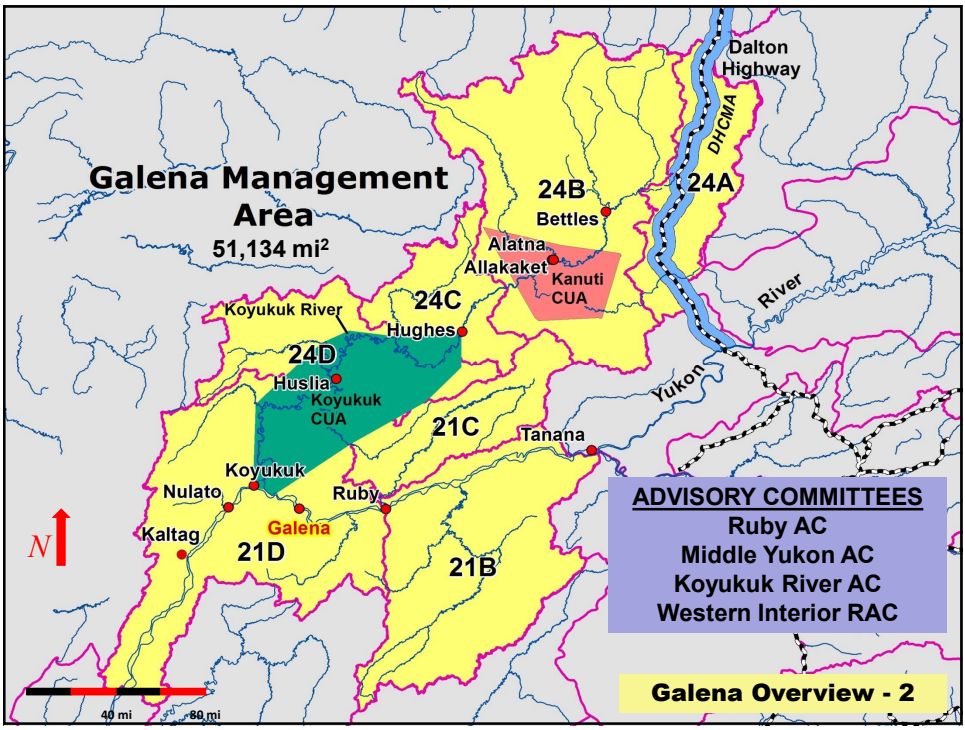 Dalton
Highway
DHCMA
Galena Management
Area
51,134 mi²
24B
24A
Bettles
Alatna
Allakaket
Kanuti
CUA
River
24C
Koyukuk River
Hughes
24D
Huslia
Koyukuk
CUA
Yukon
21C
Tanana
Koyukuk
Nulato
Ruby
Galena
Kaltag
N
21D
21B
ADVISORY COMMITTEES
Ruby AC
Middle Yukon AC
Koyukuk River AC
Western Interior RAC
Galena Overview - 2
40 mi
80 mi